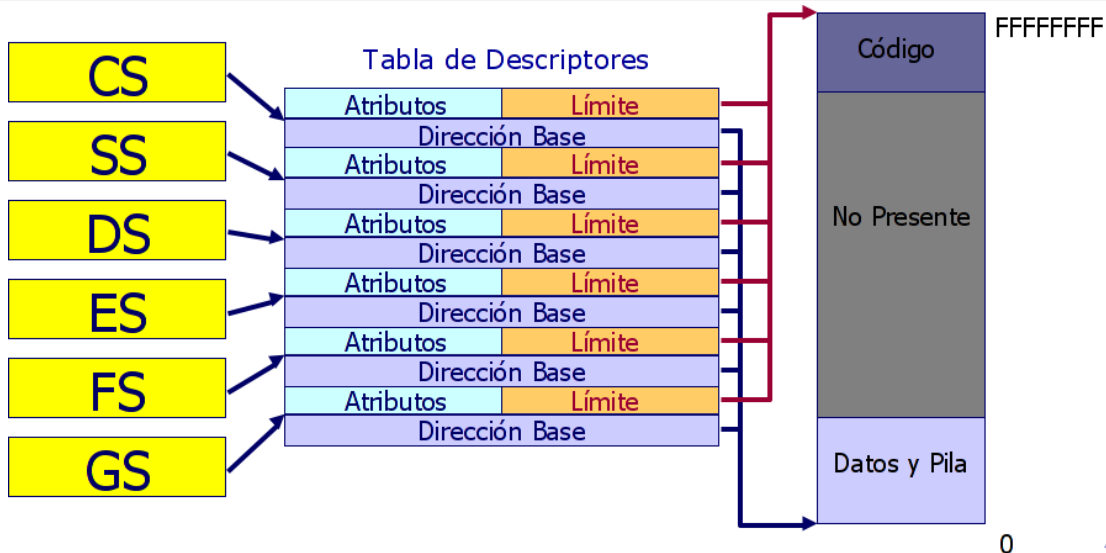 CS
SS
DS
ES
FS
GS
Tabla de Descriptores
Atributos Límite
Dirección Base
Atributos Límite
Dirección Base
Atributos Límite
Dirección Base
Atributos Límite
Dirección Base
Atributos Límite
Dirección Base
Atributos Límite
Dirección Base
Código
No Presente
Datos y Pila
FFFFFFFF
0